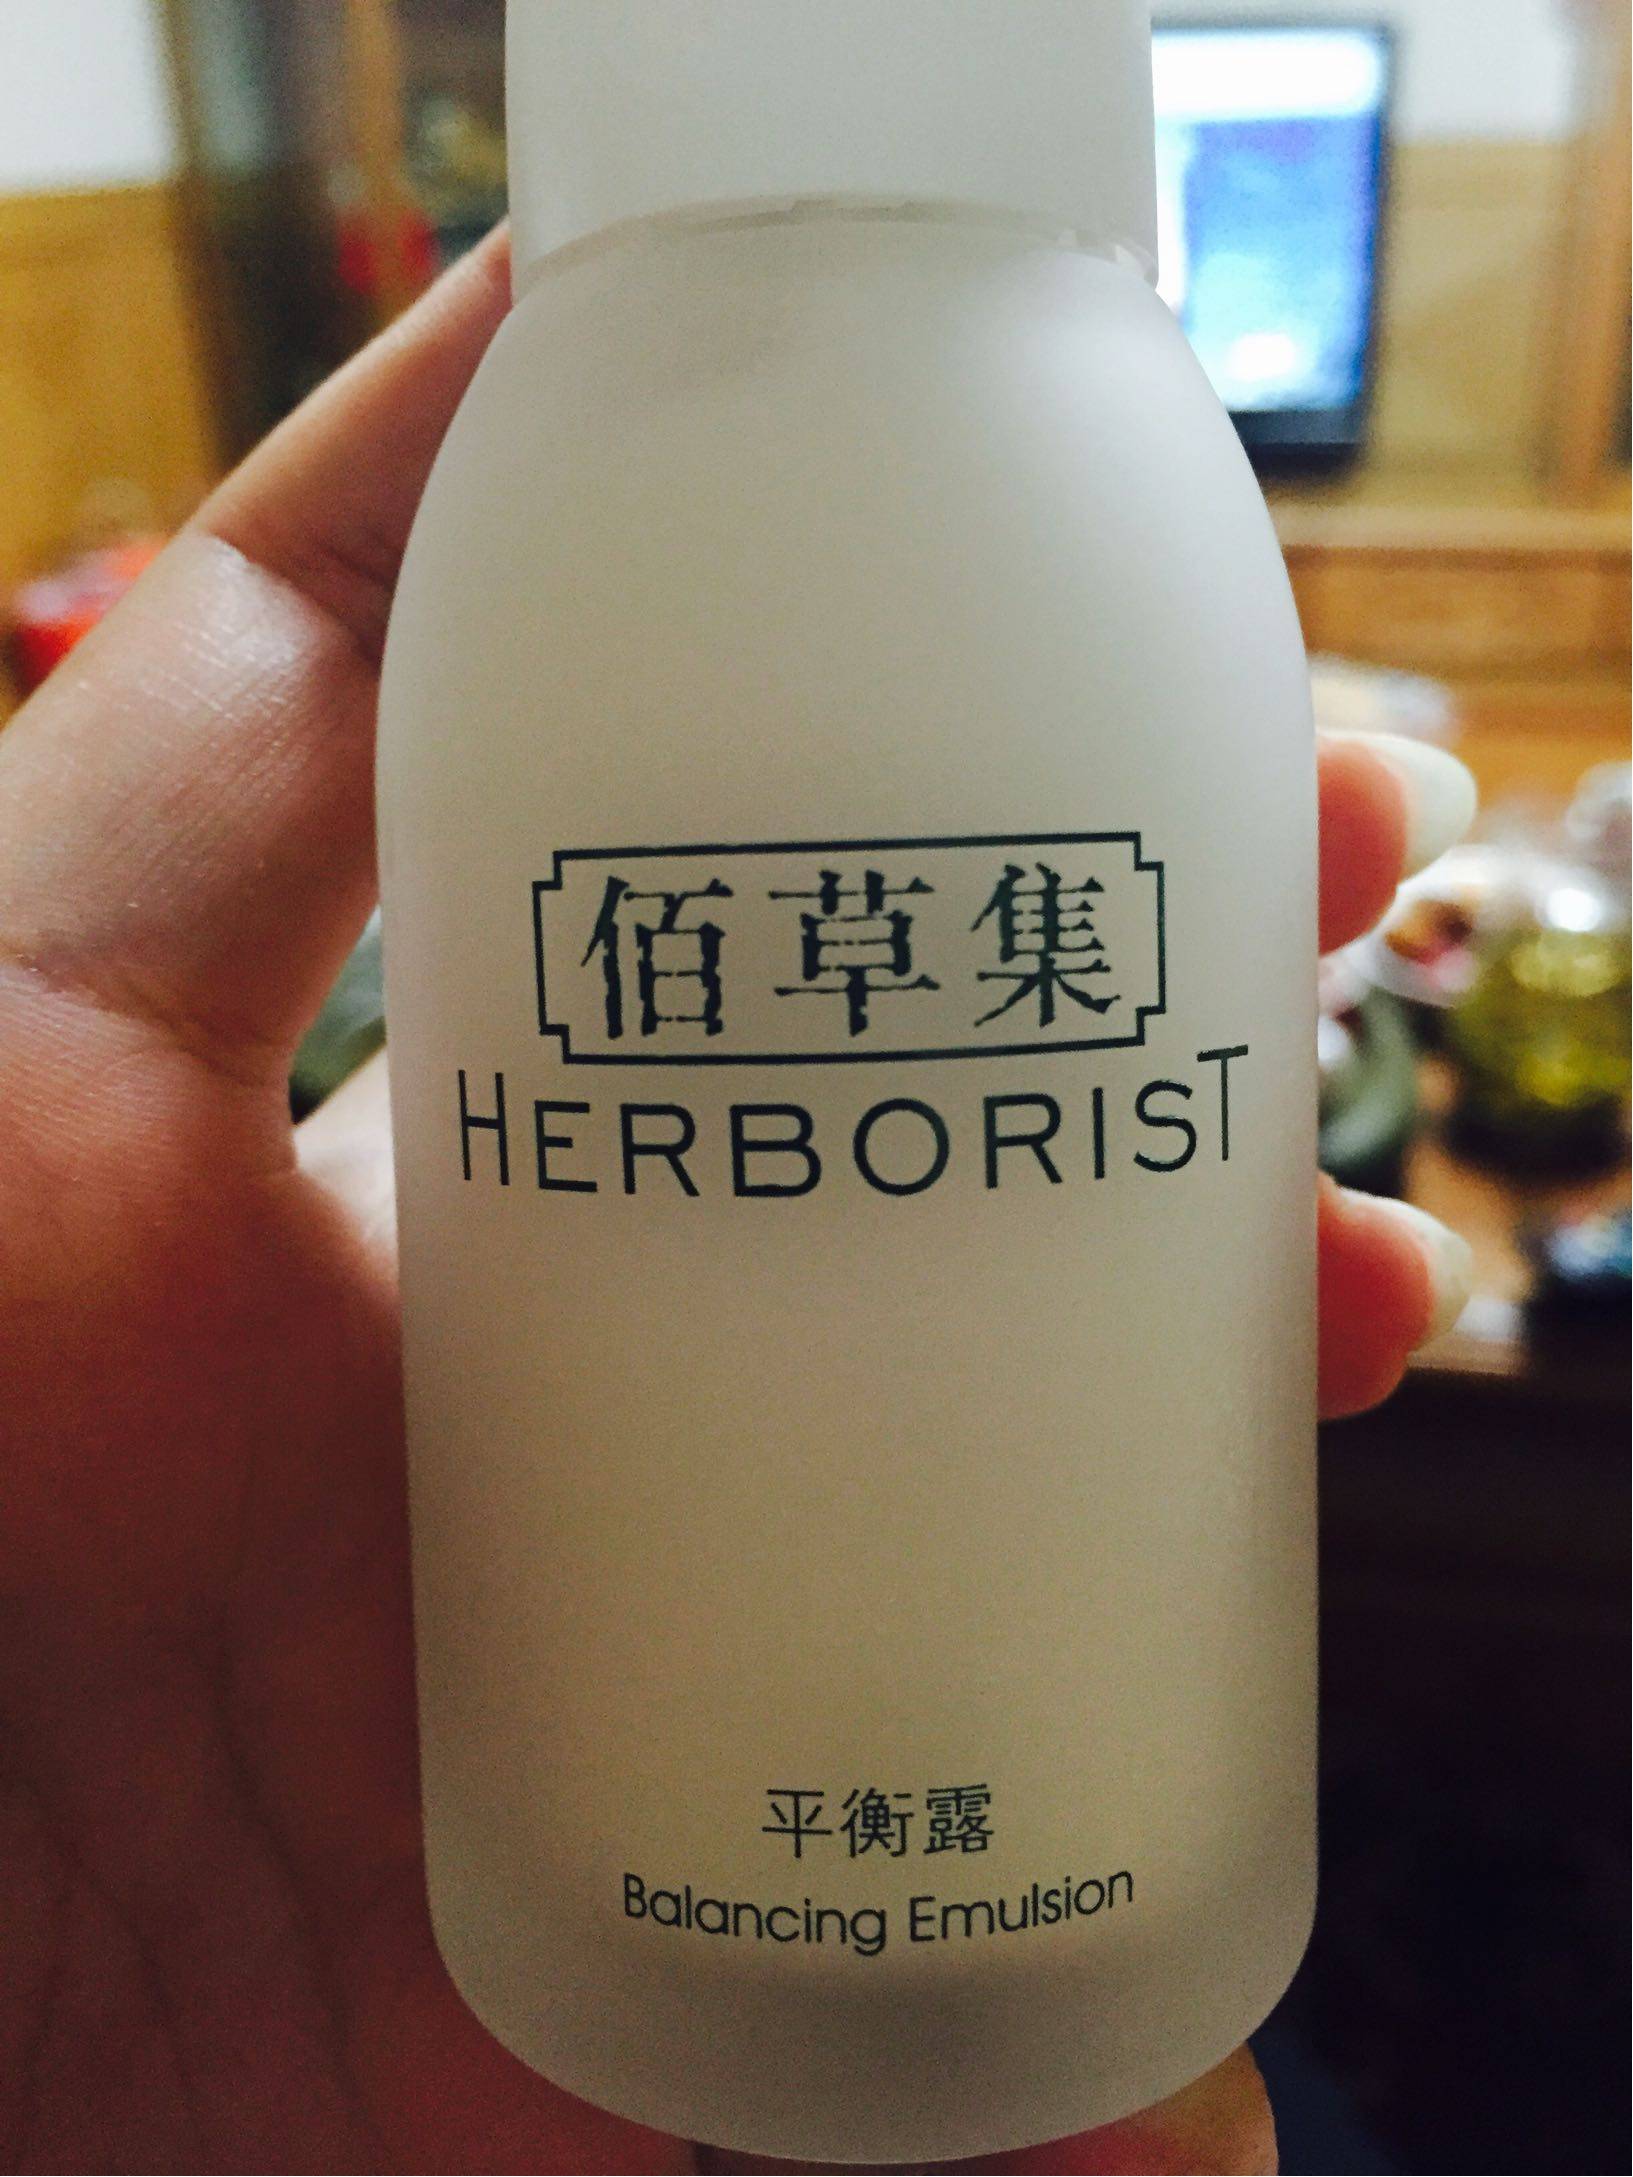 佰草集
HERBORIST
平衡露
Balancing Emulsion